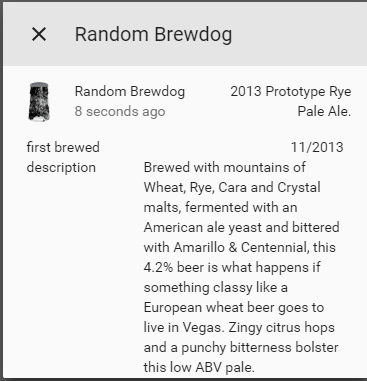 Random Brewdog
Random Brewdog
8 seconds ago
2013 Prototype Rye
Pale Ale.
first brewed
11/2013
description
Brewed with mountains of
Wheat, Rye, Cara and Crystal
malts, fermented with an
American ale yeast and bittered
with Amarillo & Centennial, this
4.2% beer is what happens if
something classy like a
European wheat beer goes to
live in Vegas. Zingy citrus hops
and a punchy bitterness bolster
this low ABV pale.